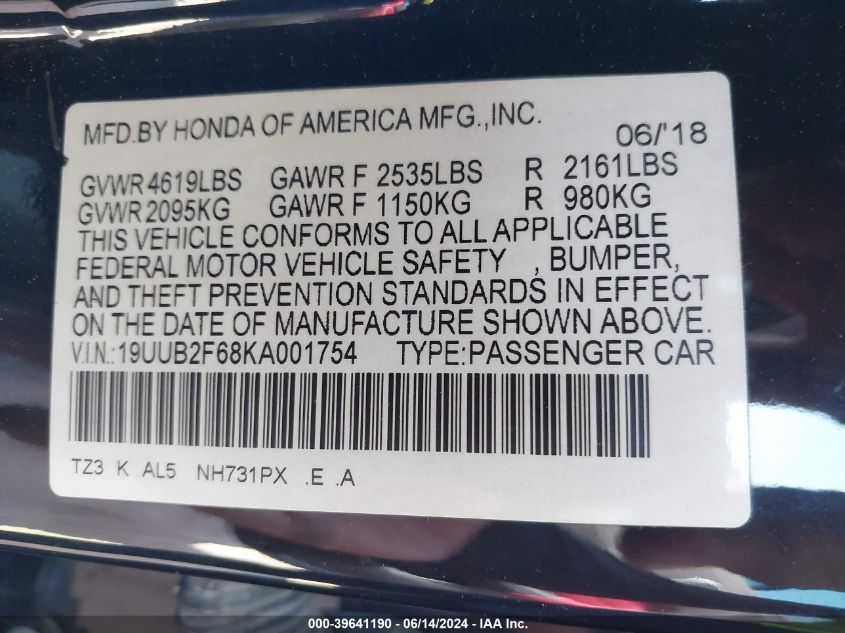 MFD.BY HONDA OF AMERICA MFG.,INC. 06/'18
GVWR 4619LBS GAWR F 2535LBS R 2161LBS
GVWR 2095KG GAWR F 1150KG R 980KG
THIS VEHICLE CONFORMS TO ALL APPLICABLE
FEDERAL MOTOR VEHICLE SAFETY , BUMPER,
AND THEFT PREVENTION STANDARDS IN EFFECT
ON THE DATE OF MANUFACTURE SHOWN ABOVE.
V.I.N.:19UUB2F68KA001754 TYPE:PASSENGER CAR
TZ3 K AL5 NH731PX .E .A
000-39641190 - 06/14/2024 - IAA Inc.